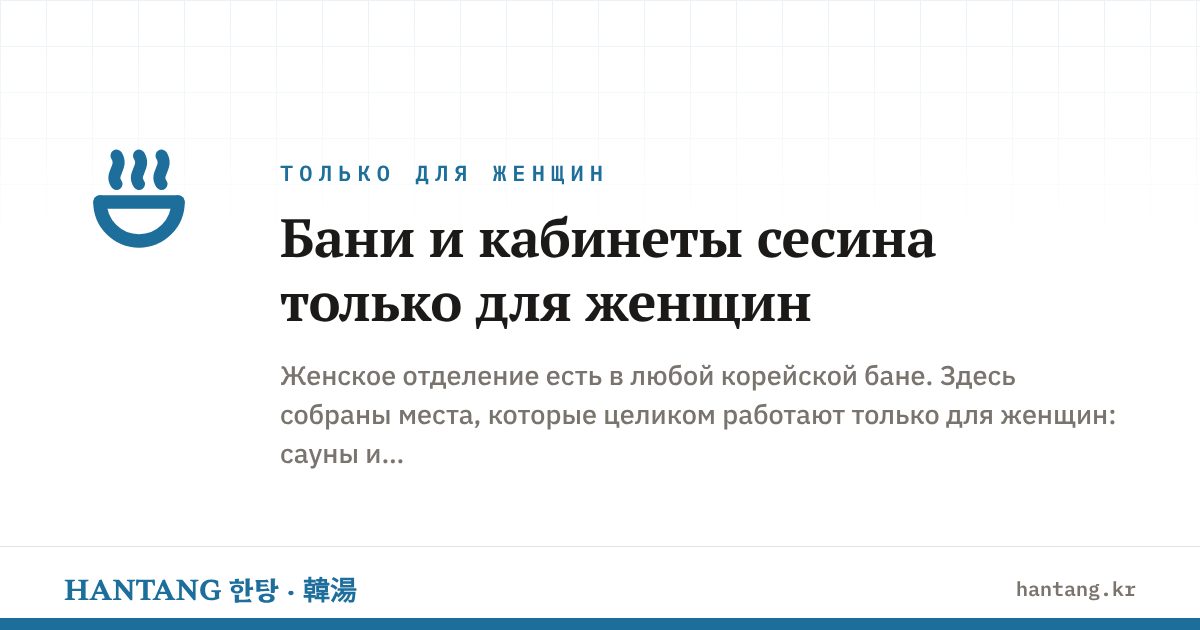 ТОЛЬКО ДЛЯ ЖЕНЩИН
Бани и кабинеты сесина
только для женщин
Женское отделение есть в любой корейской бане. Здесь
собраны места, которые целиком работают только для женщин:
сауны и...
HANTANG 한탕 · 韓湯
hantang.kr